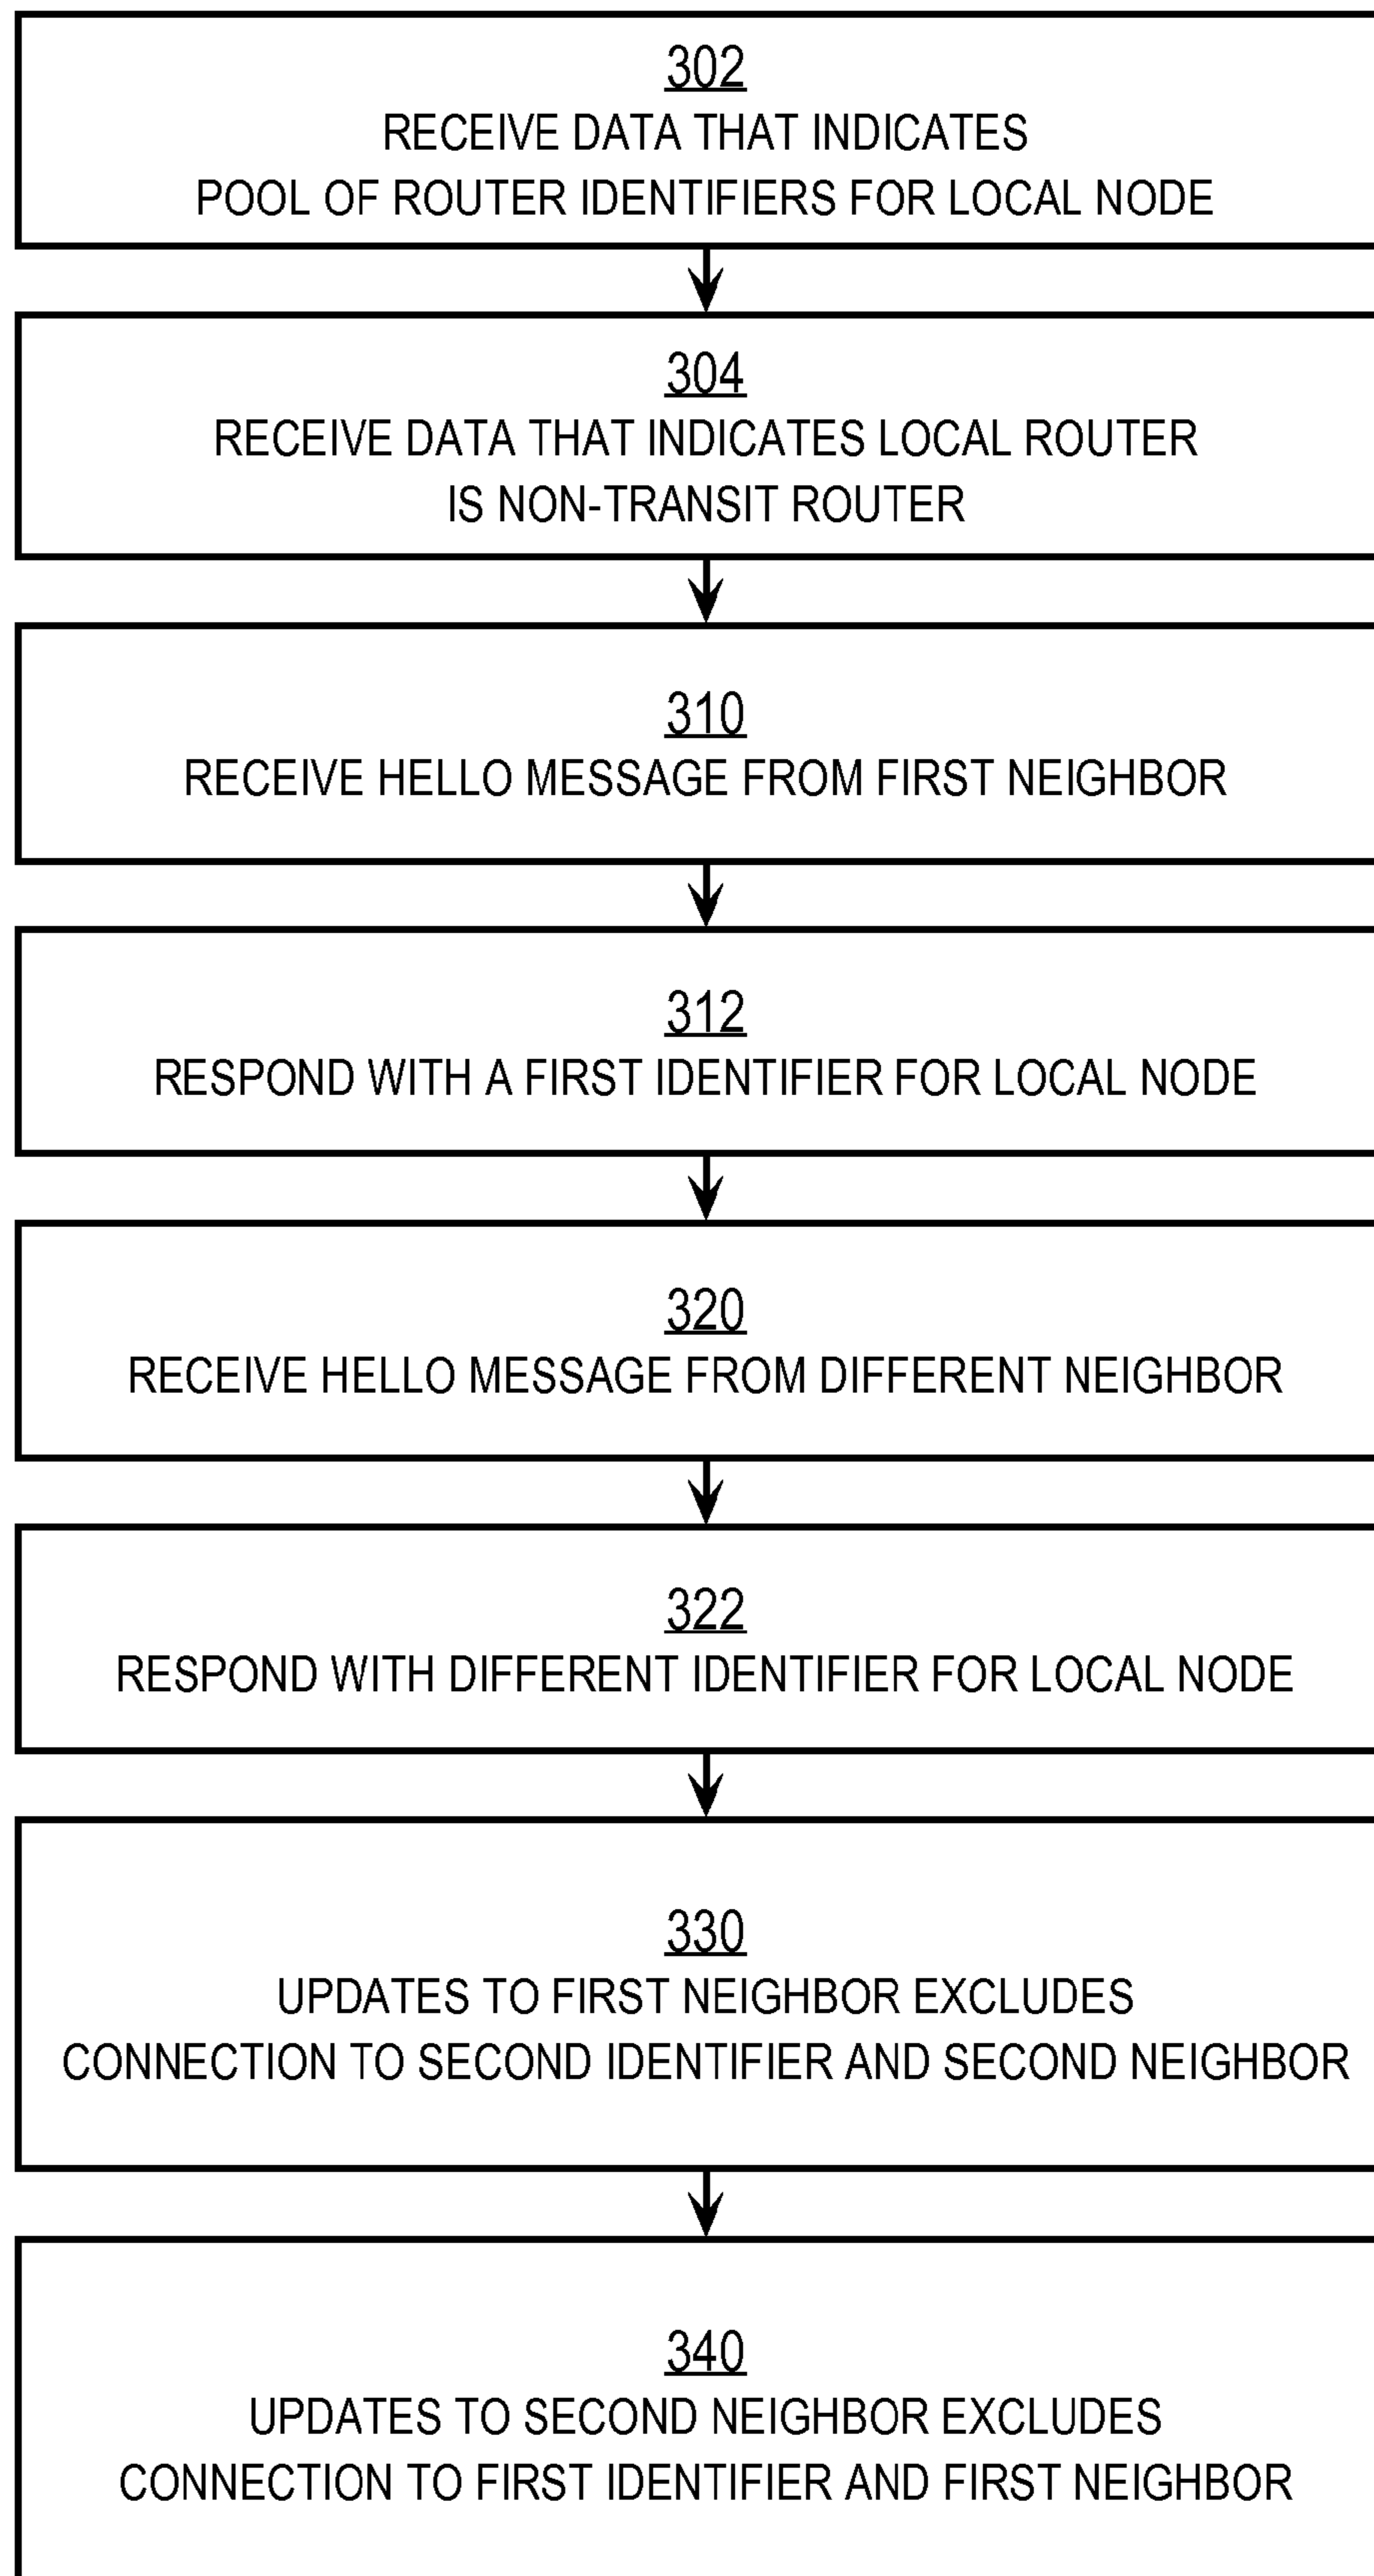 302
RECEIVE DATA THAT INDICATES
POOL OF ROUTER IDENTIFIERS FOR LOCAL NODE
304
RECEIVE DATA THAT INDICATES LOCAL ROUTER
IS NON-TRANSIT ROUTER
310
RECEIVE HELLO MESSAGE FROM FIRST NEIGHBOR
312
RESPOND WITH A FIRST IDENTIFIER FOR LOCAL NODE
320
RECEIVE HELLO MESSAGE FROM DIFFERENT NEIGHBOR
322
RESPOND WITH DIFFERENT IDENTIFIER FOR LOCAL NODE
330
UPDATES TO FIRST NEIGHBOR EXCLUDES
CONNECTION TO SECOND IDENTIFIER AND SECOND NEIGHBOR
340
UPDATES TO SECOND NEIGHBOR EXCLUDES
CONNECTION TO FIRST IDENTIFIER AND FIRST NEIGHBOR